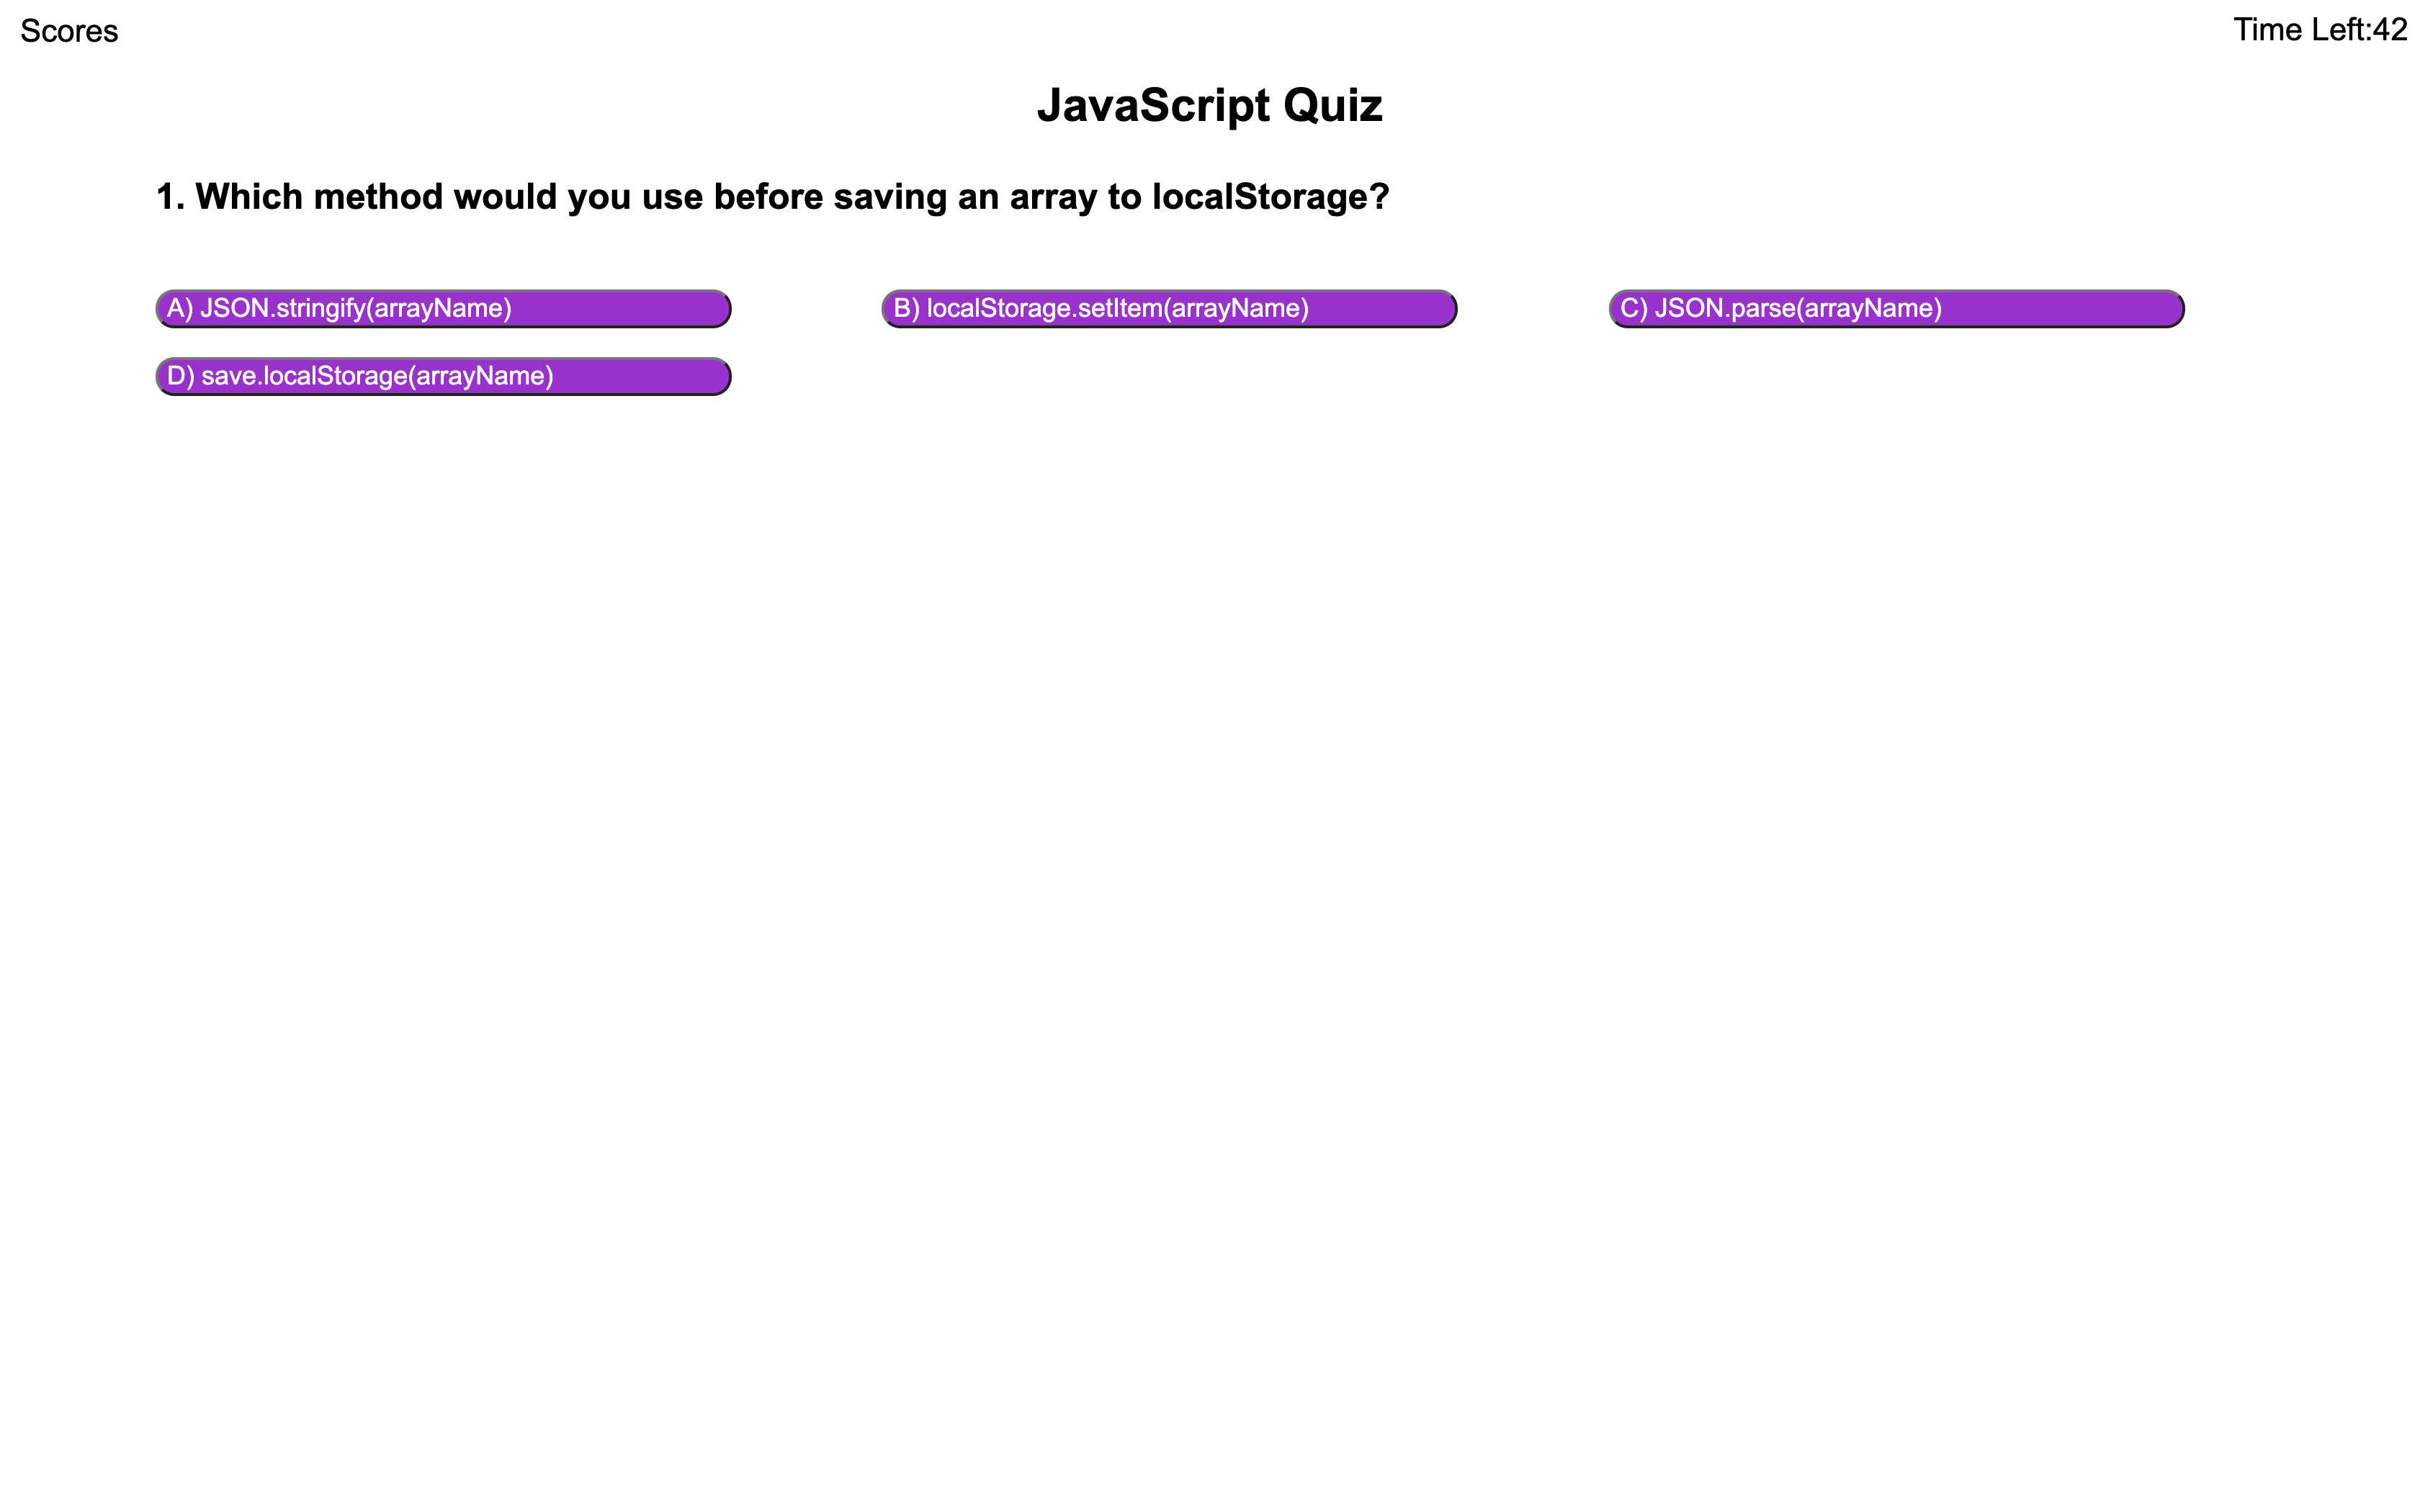 Scores
Time Left:42
JavaScript Quiz
1. Which method would you use before saving an array to localStorage?
A) JSON.stringify(arrayName)
B) localStorage.setItem(arrayName)
C) JSON.parse(arrayName)
D) save.localStorage(arrayName)